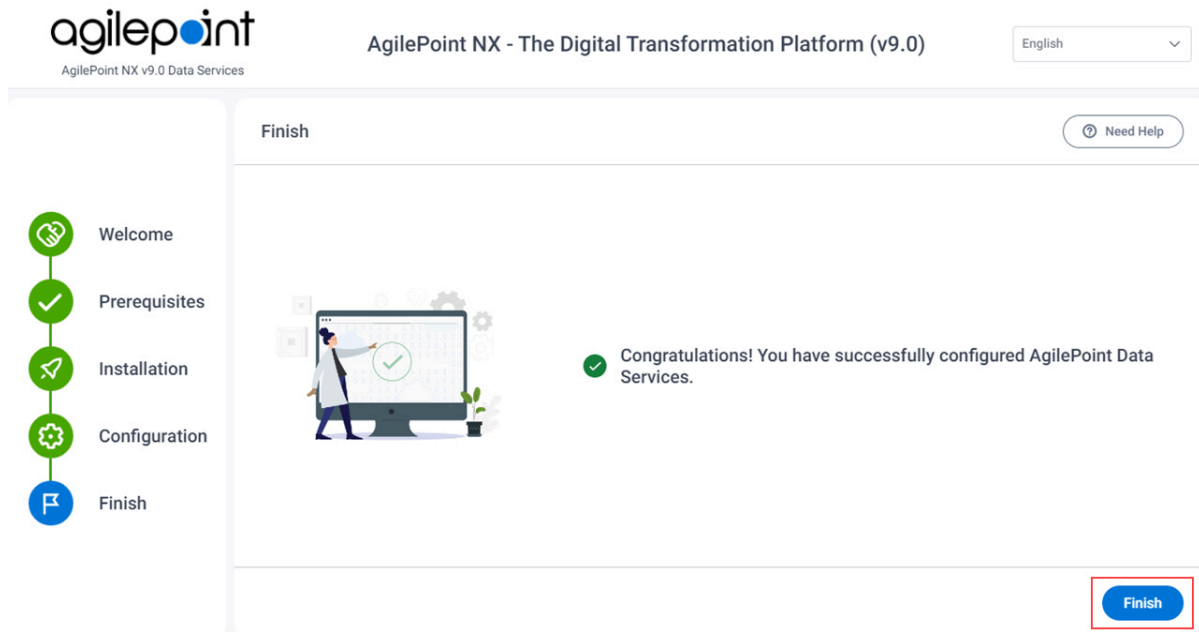 agilepoint
AgilePoint NX v9.0 Data Services
AgilePoint NX - The Digital Transformation Platform (v9.0)
English
Finish
Need Help
Welcome
Prerequisites
Installation
Configuration
Finish
Congratulations! You have successfully configured AgilePoint Data
Services.
Finish